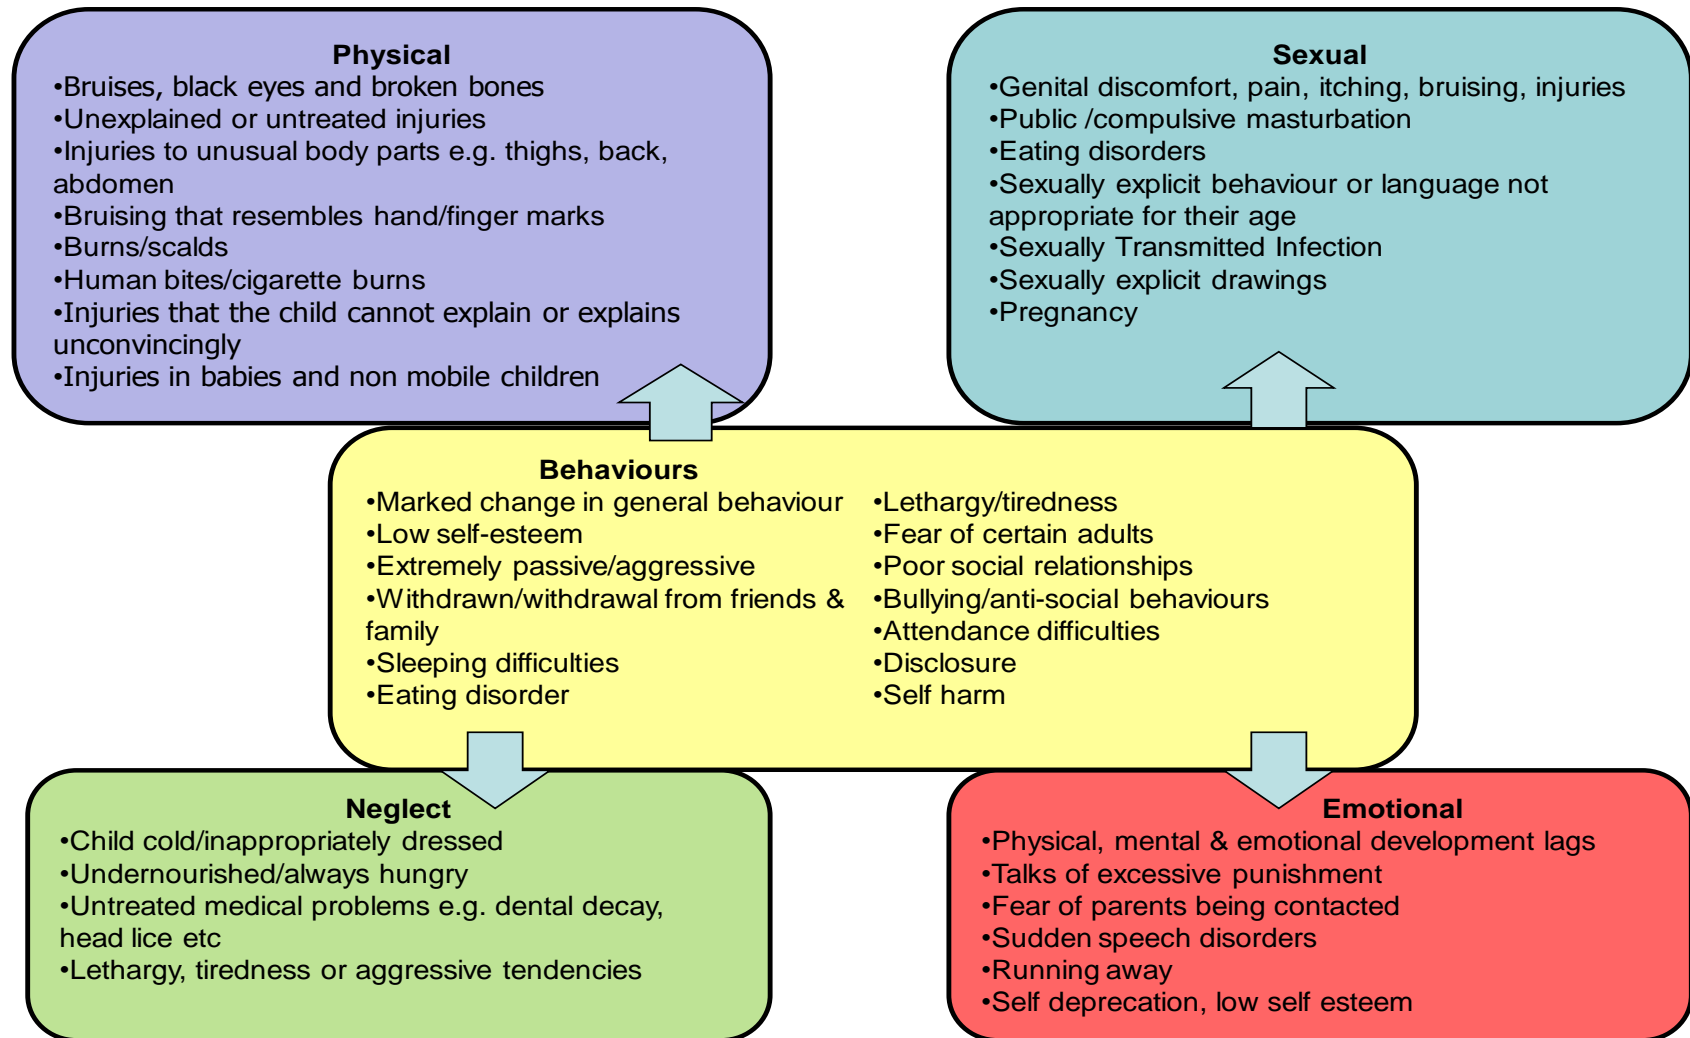 Physical
•Bruises, black eyes and broken bones
•Unexplained or untreated injuries
•Injuries to unusual body parts e.g. thighs, back,
abdomen
•Bruising that resembles hand/finger marks
•Burns/scalds
•Human bites/cigarette burns
•Injuries that the child cannot explain or explains
unconvincingly
•Injuries in babies and non mobile children
Sexual
•Genital discomfort, pain, itching, bruising, injuries
•Public /compulsive masturbation
•Eating disorders
•Sexually explicit behaviour or language not
appropriate for their age
•Sexually Transmitted Infection
•Sexually explicit drawings
•Pregnancy
Behaviours
•Marked change in general behaviour
•Low self-esteem
•Extremely passive/aggressive
•Withdrawn/withdrawal from friends &
family
•Sleeping difficulties
•Eating disorder
•Lethargy/tiredness
•Fear of certain adults
•Poor social relationships
•Bullying/anti-social behaviours
•Attendance difficulties
•Disclosure
•Self harm
Neglect
•Child cold/inappropriately dressed
•Undernourished/always hungry
•Untreated medical problems e.g. dental decay,
head lice etc
•Lethargy, tiredness or aggressive tendencies
Emotional
•Physical, mental & emotional development lags
•Talks of excessive punishment
•Fear of parents being contacted
•Sudden speech disorders
•Running away
•Self deprecation, low self esteem